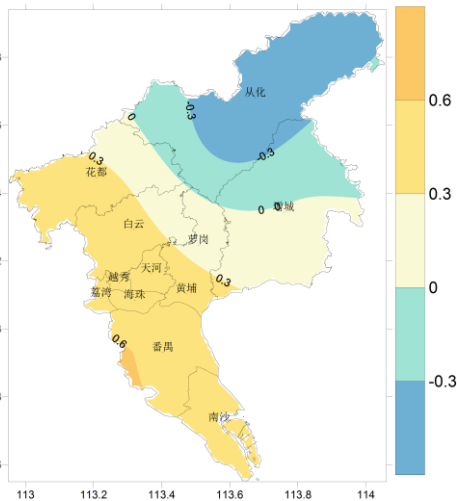 从化
-0.3
0
-0.3
0.3
花都
0
增城
白云
萝岗
天河
越秀
0.3
黄埔
荔湾
海珠
0.6
番禺
南沙
0.6
0.3
0
-0.3
113
113.2
113.4
113.6
113.8
114